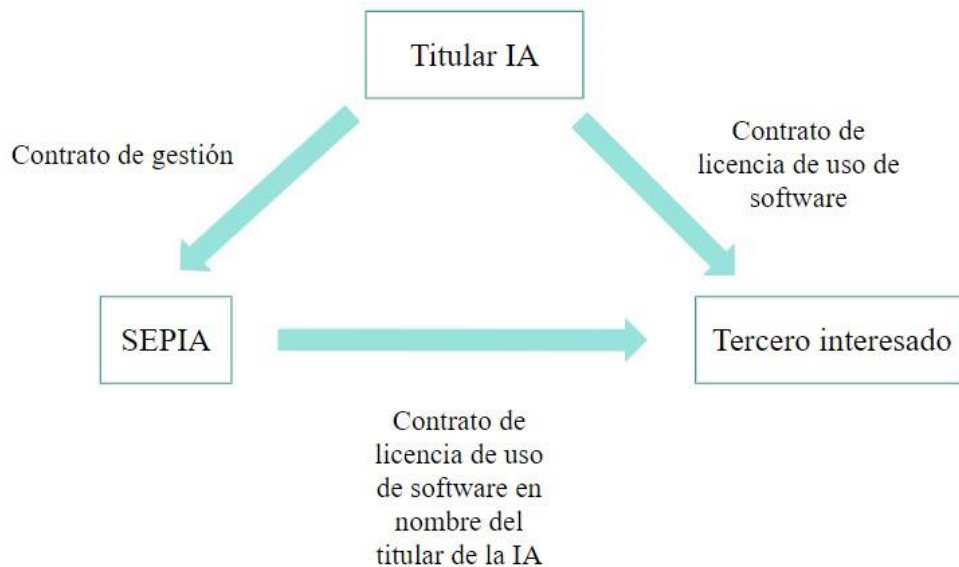 Titular IA
Contrato de gestión
Contrato de
licencia de uso de
software
SEPIA
Tercero interesado
Contrato de
licencia de uso
de software en
nombre del
titular de la IA